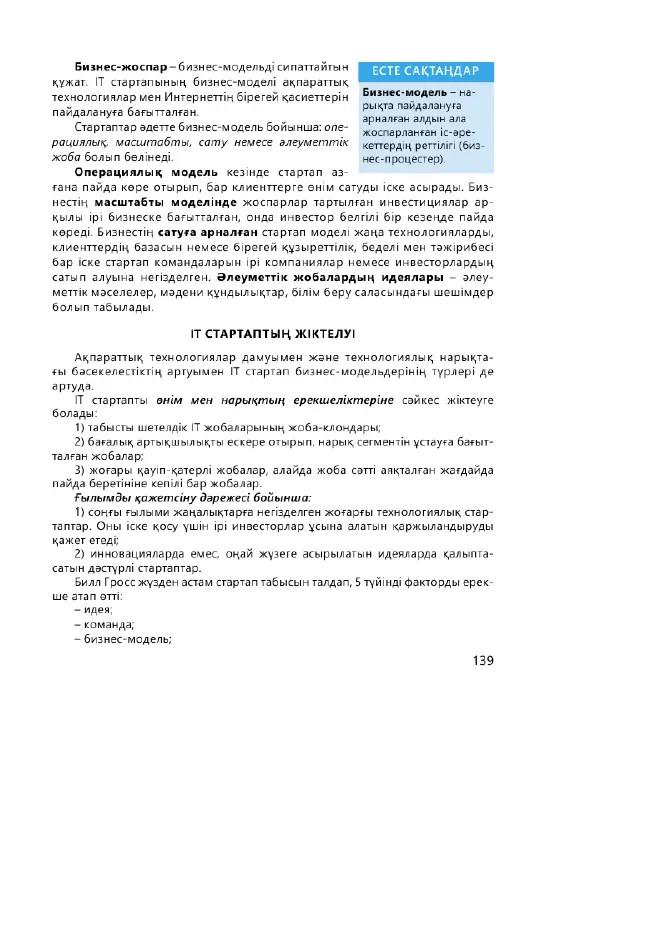 Бизнес-жоспар – бизнес-модельді сипаттайтын
құжат. IT стартапының бизнес-моделі ақпараттық
технологиялар мен Интернеттің бірегей қасиеттерін
пайдалануға бағытталған.
Стартаптар әдетте бизнес-модель бойынша: опе-
рациялық, масштабты, сату немесе әлеуметтік
жоба болып бөлінеді.
ЕСТЕ САҚТАҢДАР
Бизнес-модель – на-
рықта пайдалануға
арналған алдын ала
жоспарланған іс-әре-
кеттердің реттілігі (биз-
нес-процестер).
Операциялық модель кезінде стартап аз-
ғана пайда көре отырып, бар клиенттерге өнім сатуды іске асырады. Биз-
нестің масштабты моделінде жоспарлар тартылған инвестициялар ар-
қылы ірі бизнеске бағытталған, онда инвестор белгілі бір кезеңде пайда
көреді. Бизнестің сатуға арналған стартап моделі жаңа технологияларды,
клиенттердің базасын немесе бірегей құзыреттілік, беделі мен тәжірибесі
бар іске стартап командаларын ірі компаниялар немесе инвесторлардың
сатып алуына негізделген. Әлеуметтік жобалардың идеялары – әлеу-
меттік мәселелер, мәдени құндылықтар, білім беру саласындағы шешімдер
болып табылады.
IT СТАРТАПТЫҢ ЖІКТЕЛУІ
Ақпараттық технологиялар дамуымен және технологиялық нарықта-
ғы бәсекелестіктің артуымен IT стартап бизнес-модельдерінің түрлері де
артуда.
IT стартапты өнім мен нарықтың ерекшеліктеріне сәйкес жіктеуге
болады:
1) табысты шетелдік IT жобаларының жоба-клондары;
2) бағалық артықшылықты ескере отырып, нарық сегментін ұстауға бағыт-
талған жобалар;
3) жоғары қауіп-қатерлі жобалар, алайда жоба сәтті аяқталған жағдайда
пайда беретініне кепілі бар жобалар.
Ғылымды қажетсіну дәрежесі бойынша:
1) соңғы ғылыми жаңалықтарға негізделген жоғарғы технологиялық стар-
таптар. Оны іске қосу үшін ірі инвесторлар ұсына алатын қаржыландыруды
қажет етеді;
2) инновацияларда емес, оңай жүзеге асырылатын идеяларда қалыпта-
сатын дәстүрлі стартаптар.
Билл Гросс жүзден астам стартап табысын талдап, 5 түйінді факторды ерек-
ше атап өтті:
– идея;
– команда;
– бизнес-модель;
139